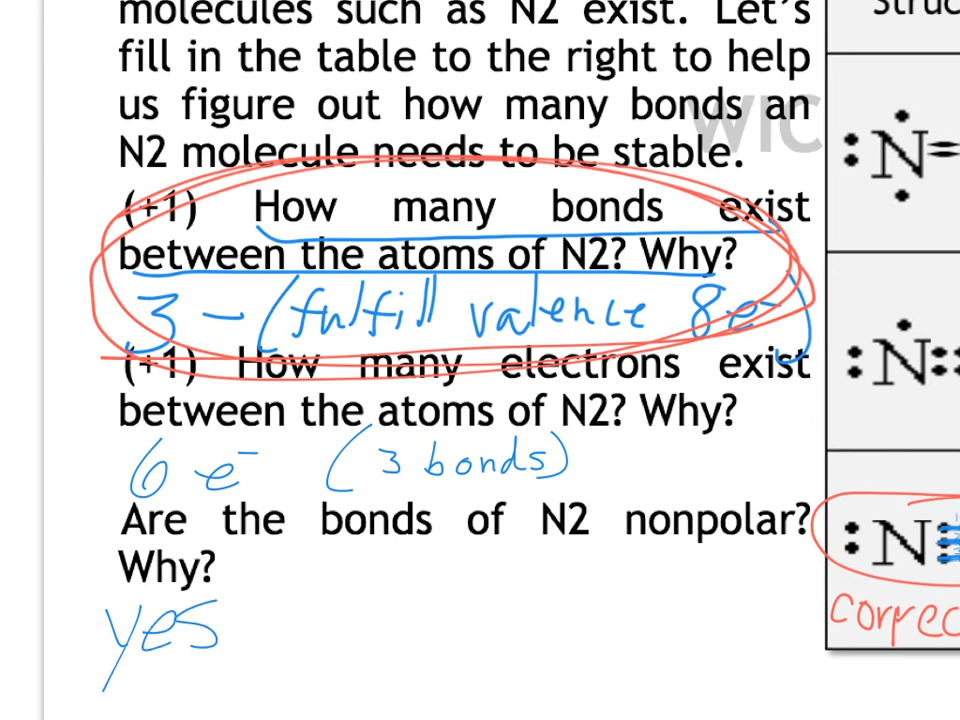 molecules such as N2 exist. Let's
fill in the table to the right to help
us figure out how many bonds an
N2 molecule needs to be stable.
(+1) How many bonds exist
between the atoms of N2? Why?
3 - (fulfill valence 8e-)
(+1) How many electrons exist
between the atoms of N2? Why?
6 e- (3 bonds)
Are the bonds of N2 nonpolar?
Why?
yes
Struc
WIC
:N=
:N::
:N
correc